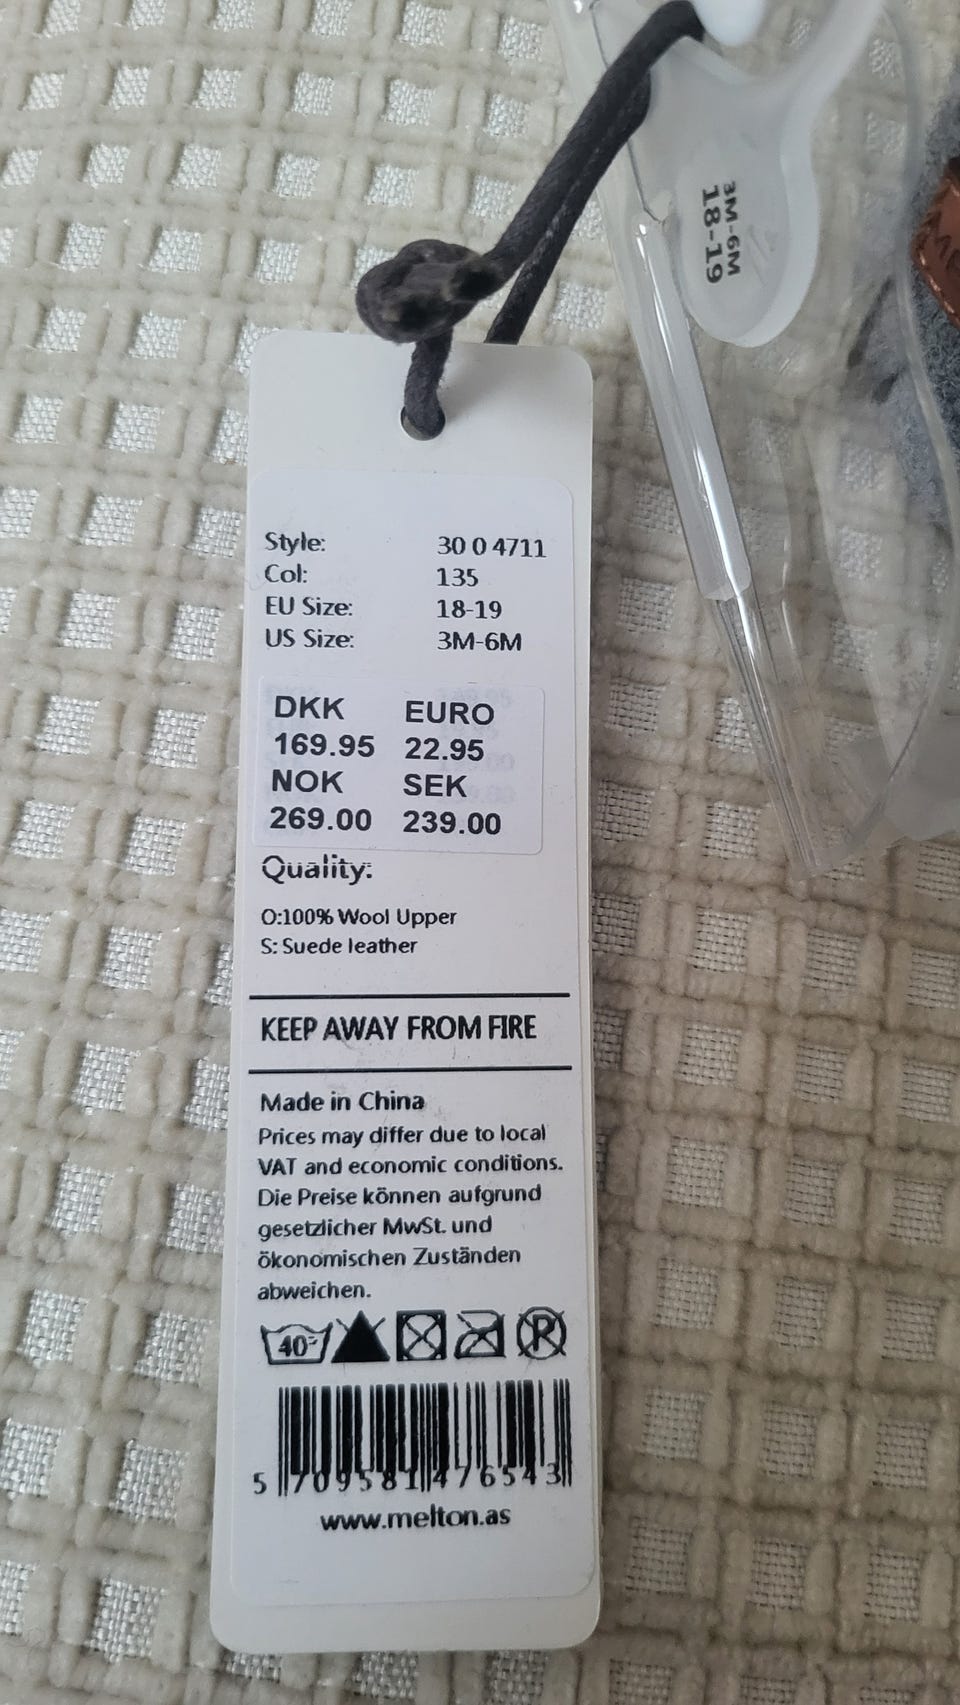 3M-6M
18-19
Style: 30 0 4711
Col: 135
EU Size: 18-19
US Size: 3M-6M
DKK EURO
169.95 22.95
NOK SEK
269.00 239.00
Quality:
O:100% Wool Upper
S: Suede leather
KEEP AWAY FROM FIRE
Made in China
Prices may differ due to local
VAT and economic conditions.
Die Preise können aufgrund
gesetzlicher MwSt. und
ökonomischen Zuständen
abweichen.
40° P
5 709581 476543
www.melton.as